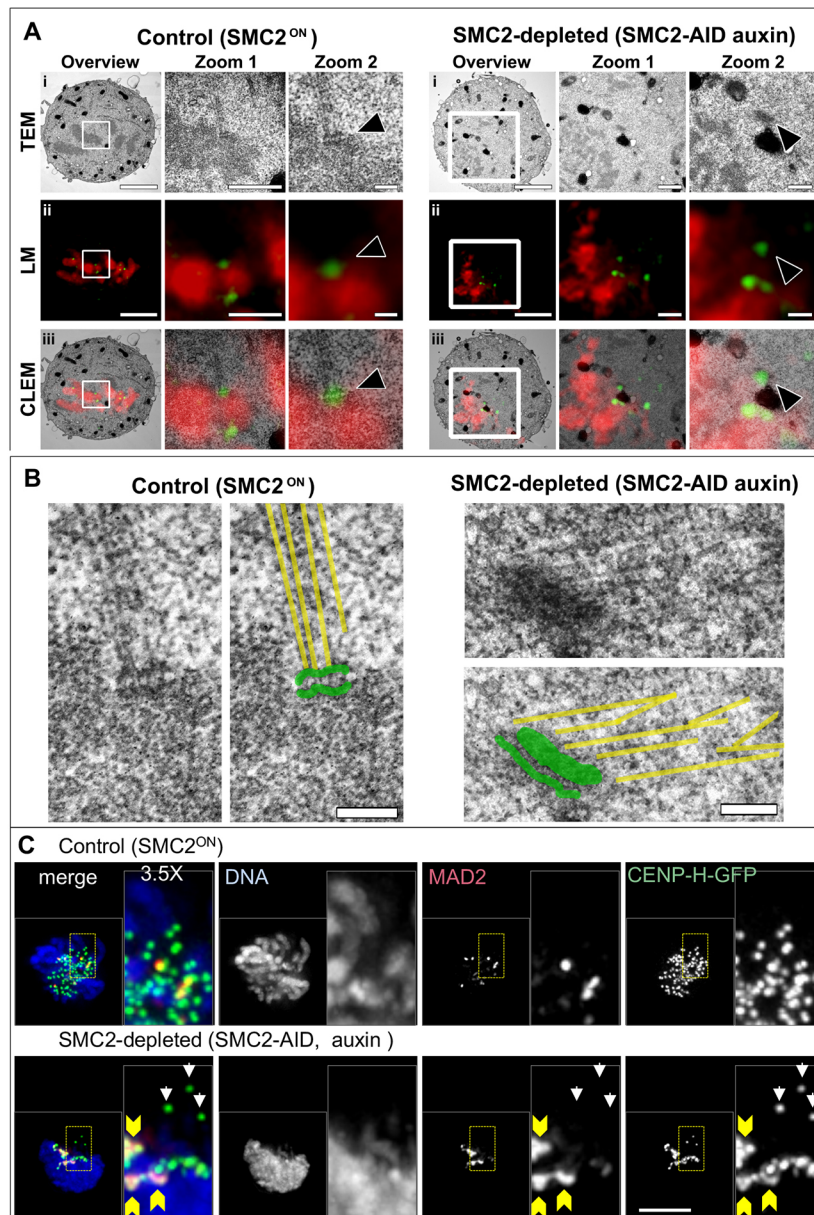 A
Control (SMC2ᴼᴺ)
SMC2-depleted (SMC2-AID auxin)
Overview Zoom 1 Zoom 2
Overview Zoom 1 Zoom 2
TEM
i
i
LM
ii
ii
CLEM
iii
iii
B
Control (SMC2ᴼᴺ)
SMC2-depleted (SMC2-AID auxin)
C
Control (SMC2ᴼᴺ)
merge 3.5X DNA MAD2 CENP-H-GFP
SMC2-depleted (SMC2-AID, auxin )